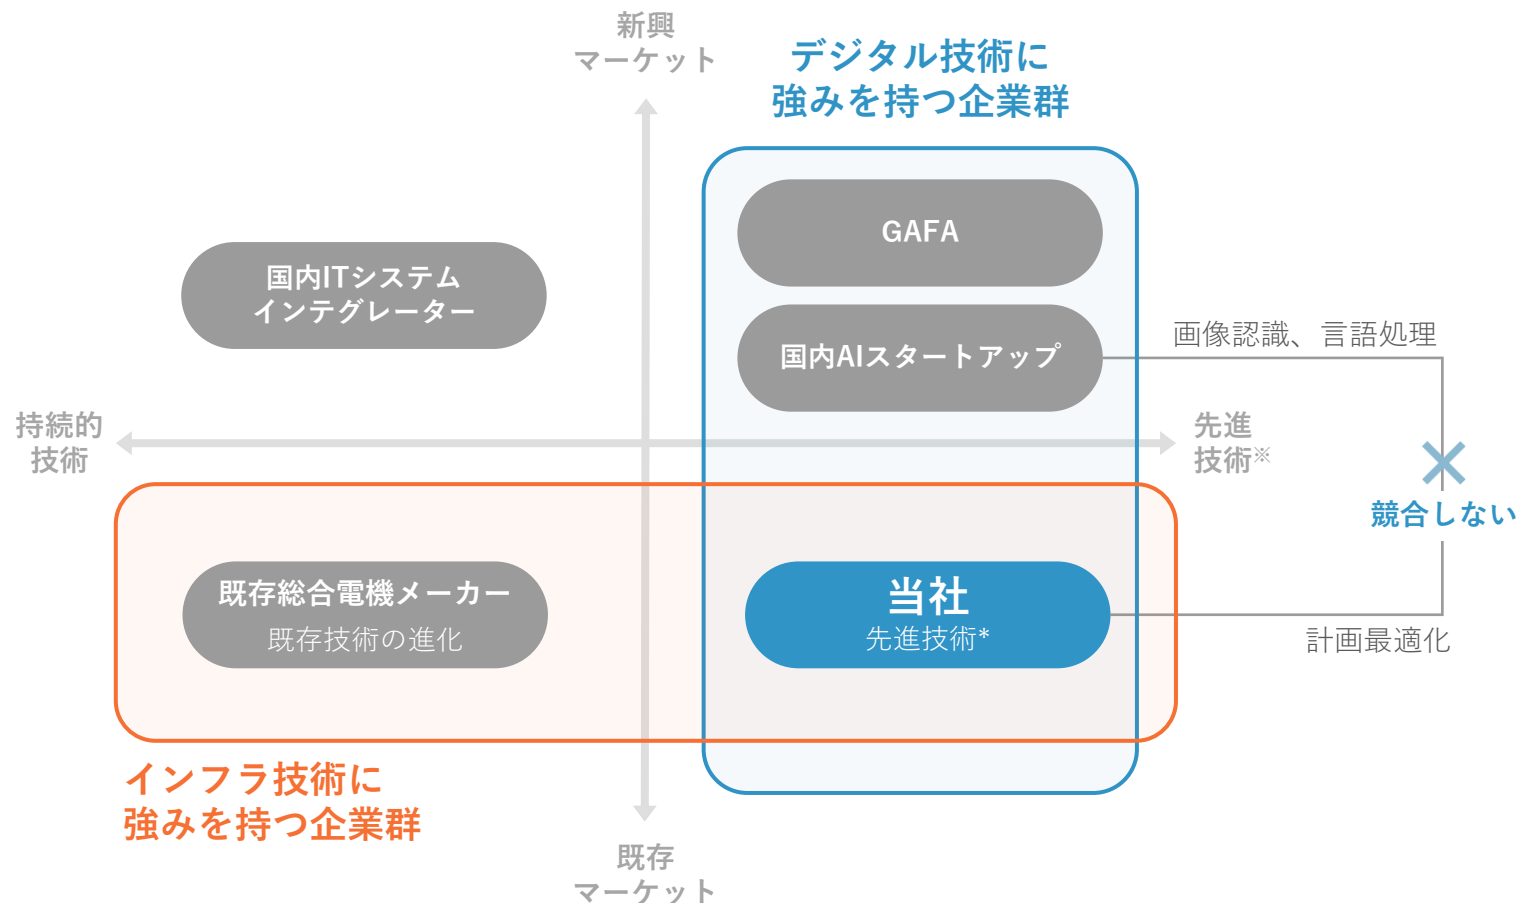 新興
マーケット
デジタル技術に
強みを持つ企業群
GAFA
国内ITシステム
インテグレーター
国内AIスタートアップ
画像認識、言語処理
持続的
技術
先進
技術※
競合しない
既存総合電機メーカー
既存技術の進化
当社
先進技術*
計画最適化
インフラ技術に
強みを持つ企業群
既存
マーケット